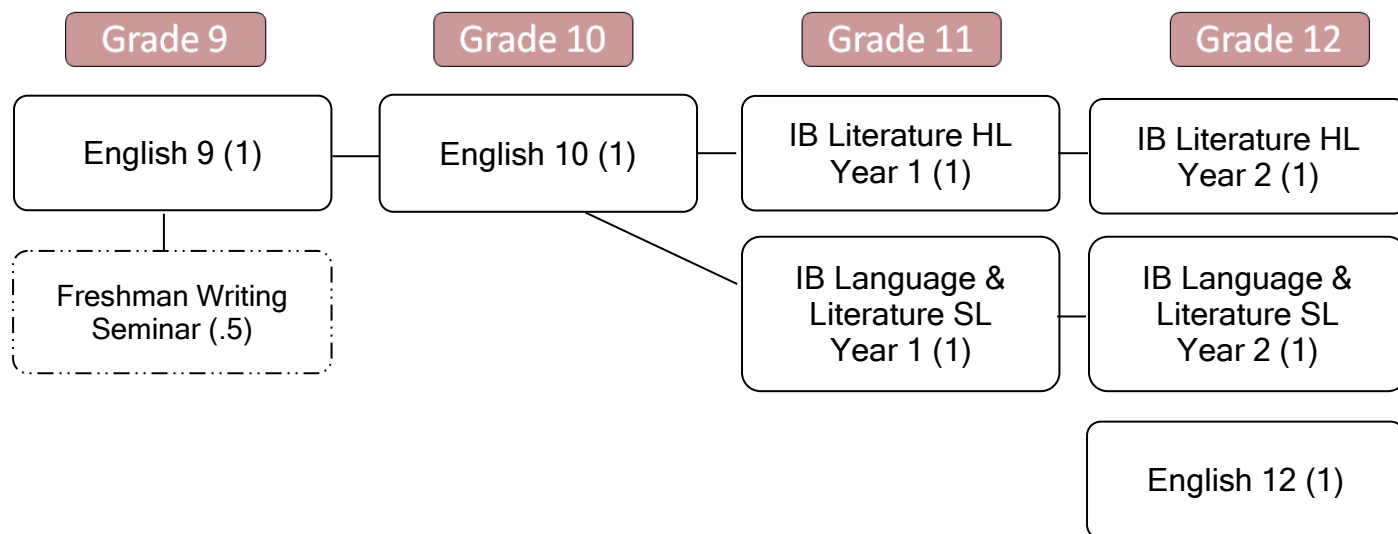 Grade 9
Grade 10
Grade 11
Grade 12
English 9 (1)
English 10 (1)
IB Literature HL
Year 1 (1)
IB Literature HL
Year 2 (1)
Freshman Writing
Seminar (.5)
IB Language &
Literature SL
Year 1 (1)
IB Language &
Literature SL
Year 2 (1)
English 12 (1)